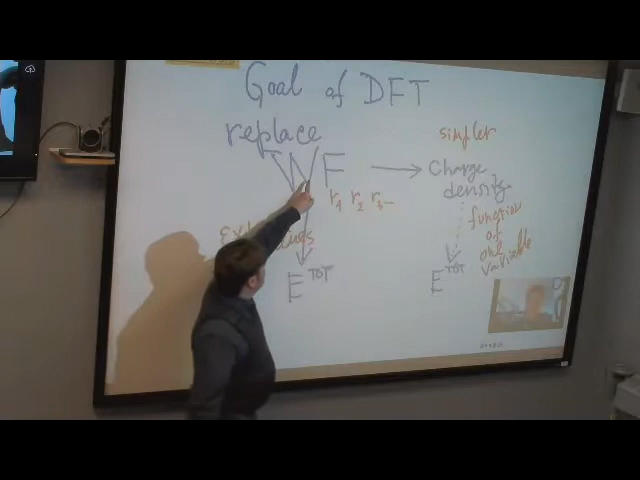 Goal of DFT
replace
WF → Charge density
simpler
r1 r2 r3 –
function of one variable
E TOT
E TOT